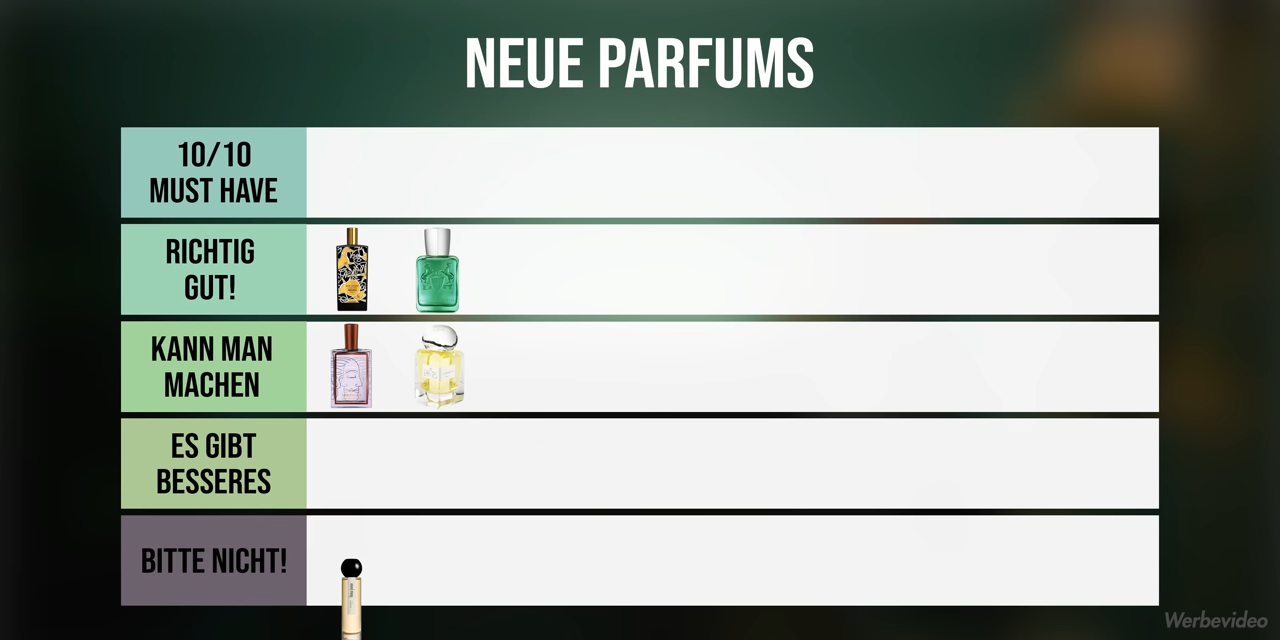 NEUE PARFUMS
10/10
MUST HAVE
RICHTIG
GUT!
KANN MAN
MACHEN
ES GIBT
BESSERES
BITTE NICHT!
Werbevideo